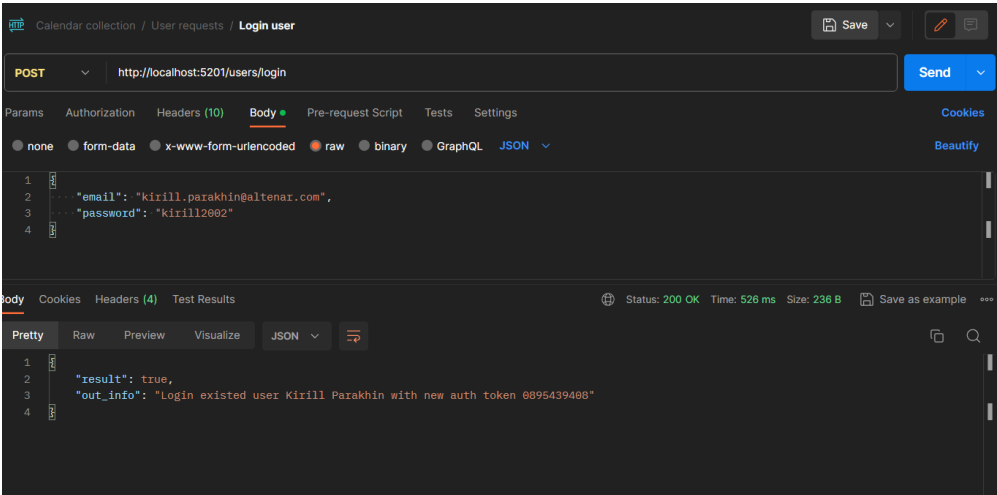 HTTP Calendar collection / User requests / Login user Save
POST http://localhost:5201/users/login Send
Params Authorization Headers (10) Body Pre-request Script Tests Settings Cookies
none form-data x-www-form-urlencoded raw binary GraphQL JSON Beautify
1 {
2 "email": "kirill.parakhin@altenar.com",
3 "password": "kirill2002"
4 }
Body Cookies Headers (4) Test Results Status: 200 OK Time: 526 ms Size: 236 B Save as example
Pretty Raw Preview Visualize JSON
1 {
2 "result": true,
3 "out_info": "Login existed user Kirill Parakhin with new auth token 0895439408"
4 }